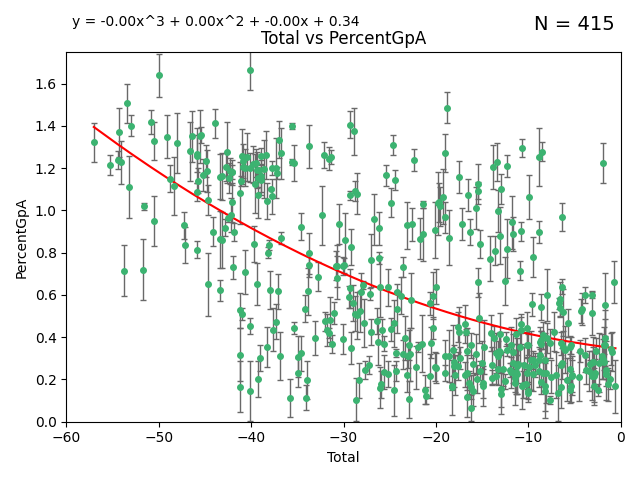 y = -0.00x^3 + 0.00x^2 + -0.00x + 0.34
N = 415
Total vs PercentGpA
PercentGpA
1.6
1.4
1.2
1.0
0.8
0.6
0.4
0.2
0.0
−60 −50 −40 −30 −20 −10 0
Total